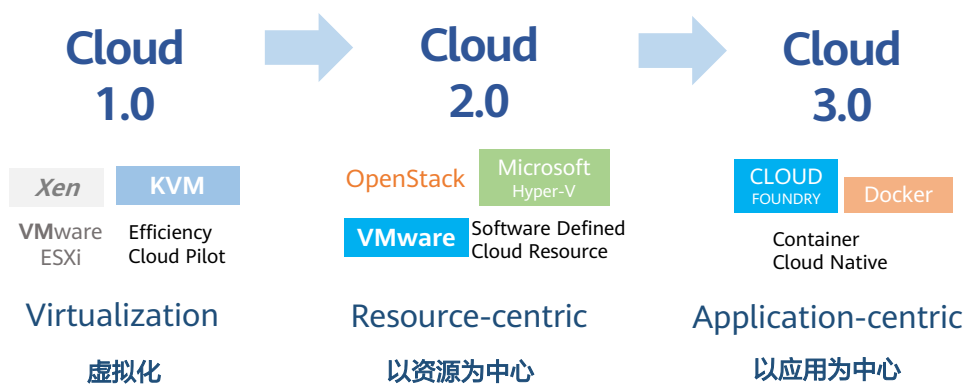 Cloud
1.0
Cloud
2.0
Cloud
3.0
Xen
KVM
VMware
ESXi
Efficiency
Cloud Pilot
OpenStack
Microsoft
Hyper-V
VMware
Software Defined
Cloud Resource
CLOUD
FOUNDRY
Docker
Container
Cloud Native
Virtualization
Resource-centric
Application-centric
虚拟化
以资源为中心
以应用为中心